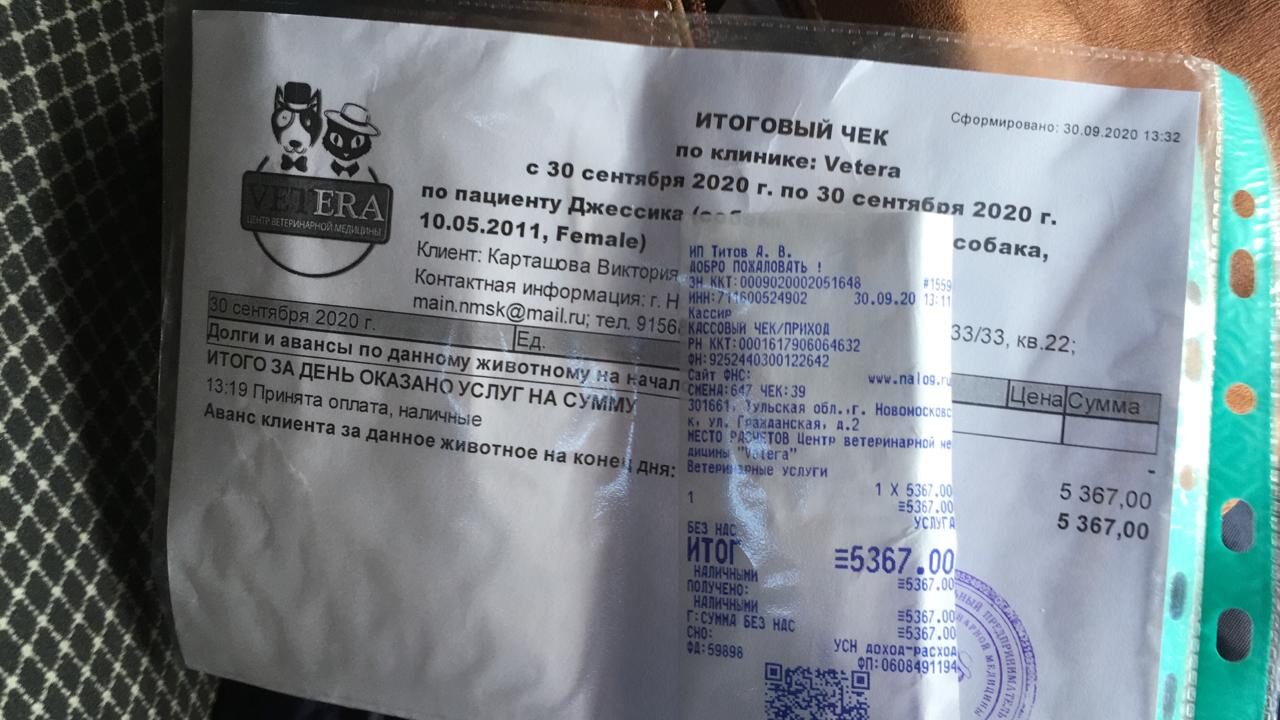 VETERA
ЦЕНТР ВЕТЕРИНАРНОЙ МЕДИЦИНЫ
Сформировано: 30.09.2020 13:32
ИТОГОВЫЙ ЧЕК
по клинике: Vetera
с 30 сентября 2020 г. по 30 сентября 2020 г.
по пациенту Джессика собака,
10.05.2011, Female)
Клиент: Карташова Виктория
Контактная информация: г. Н 33/33, кв.22;
main.nmsk@mail.ru; тел. 9156
30 сентября 2020 г.
Ед. Цена Сумма
Долги и авансы по данному животному на начал
ИТОГО ЗА ДЕНЬ ОКАЗАНО УСЛУГ НА СУММУ -
13:19 Принята оплата, наличные 5 367,00
Аванс клиента за данное животное на конец дня: 5 367,00
ИП Титов А. В.
ДОБРО ПОЖАЛОВАТЬ !
ЗН ККТ:0009020002051648 #1559
ИНН:711600524902 30.09.20 13:11
Кассир
КАССОВЫЙ ЧЕК/ПРИХОД
РН ККТ:0001617906064632
ФН:9252440300122642
Сайт ФНС: www.nalog.ru
СМЕНА:647 ЧЕК:39
301661, Тульская обл.,г. Новомосковс
к, ул. Гражданская, д.2
МЕСТО РАСЧЕТОВ Центр ветеринарной ме
дицины "Vetera"
Ветеринарные услуги
1 X 5367.00
1 ≡5367.00
УСЛУГА
БЕЗ НДС
ИТОГ ≡5367.00
НАЛИЧНЫМИ ≡5367.00
ПОЛУЧЕНО:
НАЛИЧНЫМИ ≡5367.00
Г:СУММА БЕЗ НДС ≡5367.00
СНО: УСН ДОХОД-РАСХОД
ФД:59898 ФП:0608491194